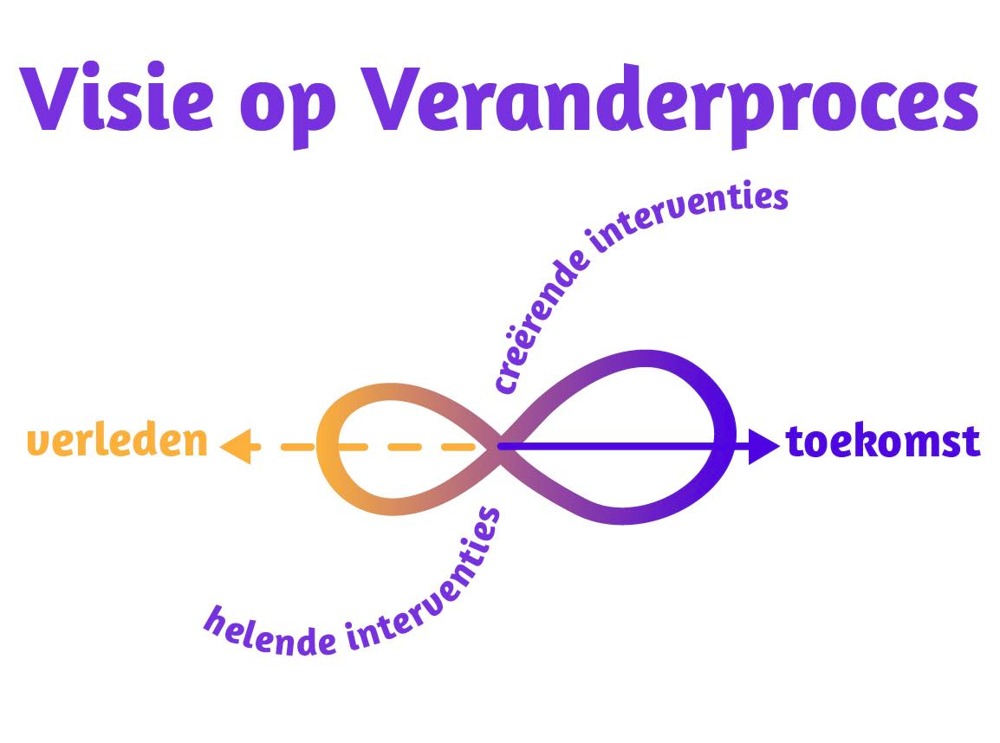 Visie op Veranderproces
creërende interventies
verleden
toekomst
helende interventies